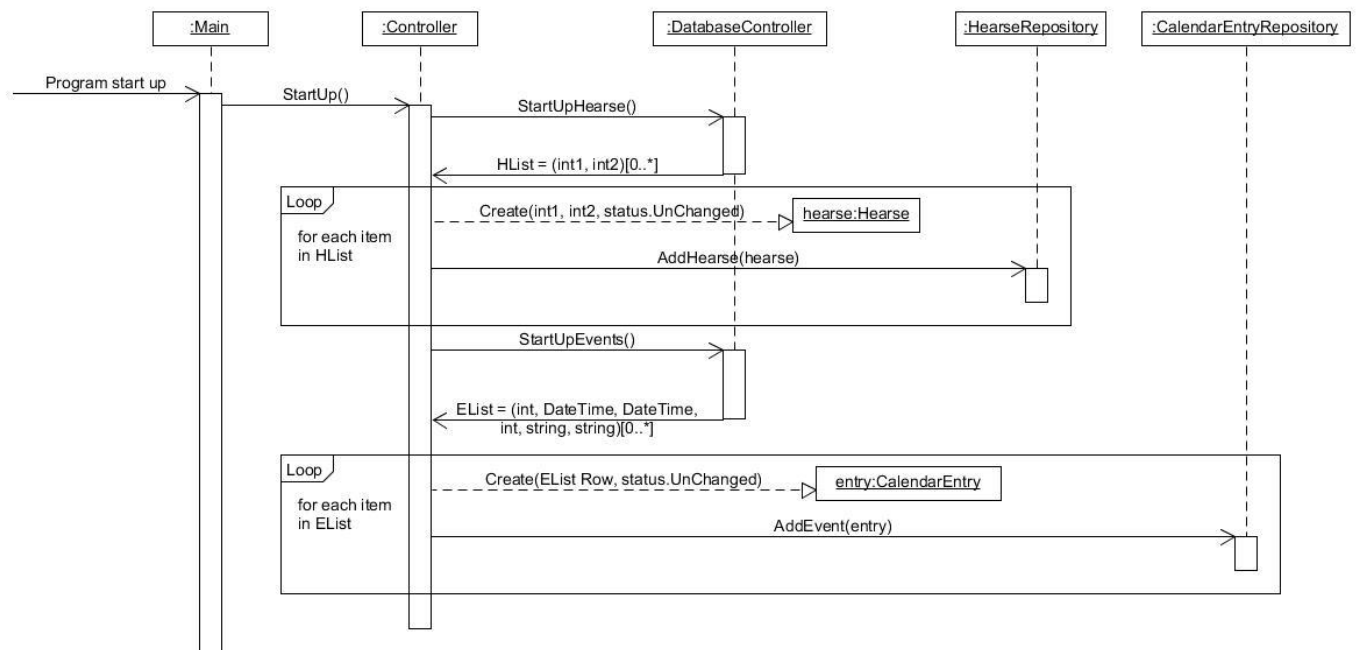 :Main
:Controller
:DatabaseController
:HearseRepository
:CalendarEntryRepository
Program start up
StartUp()
StartUpHearse()
HList = (int1, int2)[0..*]
Loop
for each item
in HList
Create(int1, int2, status.UnChanged)
hearse:Hearse
AddHearse(hearse)
StartUpEvents()
EList = (int, DateTime, DateTime,
int, string, string)[0..*]
Loop
for each item
in EList
Create(EList Row, status.UnChanged)
entry:CalendarEntry
AddEvent(entry)